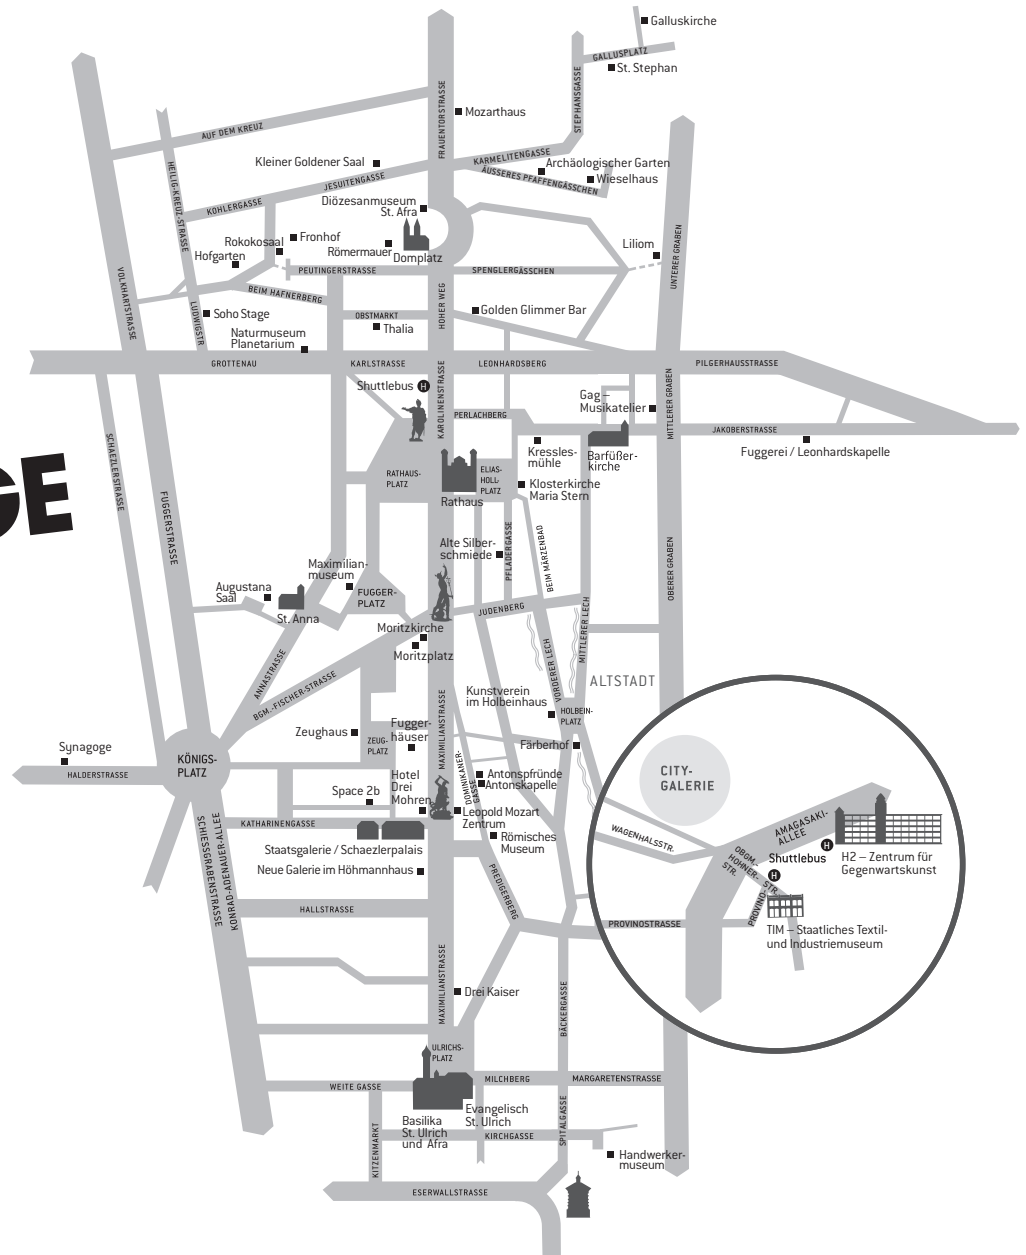 Galluskirche
GALLUSPLATZ
St. Stephan
STEPHANSGASSE
FRAUENTORSTRASSE
Mozarthaus
AUF DEM KREUZ
HEILIG-KREUZ-STRASSE
Kleiner Goldener Saal
KARMELITENGASSE
Archäologischer Garten
ÄUSSERES PFAFFENGÄSSCHEN
Wieselhaus
JESUITENGASSE
KOHLERGASSE
Diözesanmuseum
St. Afra
Rokokosaal
Fronhof
Hofgarten
Römermauer
Domplatz
Liliom
UNTERER GRABEN
PEUTINGERSTRASSE
SPENGLERGÄSSCHEN
VOLKHARTSTRASSE
BEIM HAFNERBERG
LUDWIGSTR
HOHER WEG
Soho Stage
OBSTMARKT
Thalia
Golden Glimmer Bar
Naturmuseum
Planetarium
GROTTENAU
KARLSTRASSE
LEONHARDSBERG
PILGERHAUSSTRASSE
Shuttlebus H
KAROLINENSTRASSE
MITTLERER GRABEN
Gag –
Musikatelier
PERLACHBERG
JAKOBERSTRASSE
SCHAEZLERSTRASSE
Kressles-
mühle
Barfüßer-
kirche
Fuggerei / Leonhardskapelle
GE
RATHAUS-
PLATZ
ELIAS-
HOLL-
PLATZ
Klosterkirche
Maria Stern
Rathaus
FUGGERSTRASSE
Alte Silber-
schmiede
PFLADERGASSE
BEIM MÄRZENBAD
OBERER GRABEN
Maximilian-
museum
Augustana
Saal
FUGGER-
PLATZ
St. Anna
JUDENBERG
Moritzkirche
Moritzplatz
MITTLERER LECH
VORDERER LECH
ANNASTRASSE
BGM.-FISCHER-STRASSE
ALTSTADT
Kunstverein
im Holbeinhaus
HOLBEIN-
PLATZ
MAXIMILIANSTRASSE
Zeughaus
ZEUG-
PLATZ
Fugger-
häuser
Färberhof
Synagoge
HALDERSTRASSE
KÖNIGS-
PLATZ
DOMINIKANER-
GASSE
Antonspfründe
Antonskapelle
CITY-
GALERIE
Hotel
Drei
Mohren
Space 2b
Leopold Mozart
Zentrum
KATHARINENGASSE
Römisches
Museum
WAGENHALSSTR.
AMAGASAKI-
ALLEE
Staatsgalerie / Schaezlerpalais
Neue Galerie im Höhmannhaus
OBGM.-
HOHNER-
STR.
Shuttlebus H
H2 – Zentrum für
Gegenwartskunst
H
SCHIESSGRABENSTRASSE
KONRAD-ADENAUER-ALLEE
PREDIGERBERG
HALLSTRASSE
PROVINOSTRASSE
PROVINO-
STR.
TIM – Staatliches Textil-
und Industriemuseum
MAXIMILIANSTRASSE
Drei Kaiser
BÄCKERGASSE
ULRICHS-
PLATZ
WEITE GASSE
MILCHBERG
MARGARETENSTRASSE
Basilika
St. Ulrich
und Afra
Evangelisch
St. Ulrich
KITZENMARKT
KIRCHGASSE
SPITALGASSE
Handwerker-
museum
ESERWALLSTRASSE